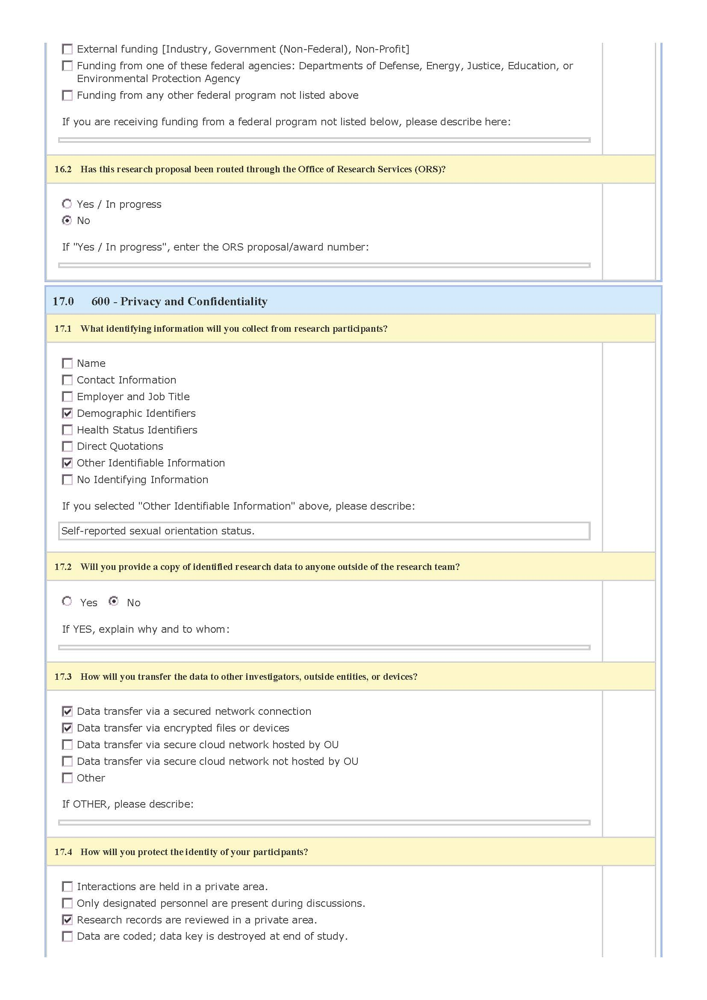 External funding [Industry, Government (Non-Federal), Non-Profit]
Funding from one of these federal agencies: Departments of Defense, Energy, Justice, Education, or
Environmental Protection Agency
Funding from any other federal program not listed above
If you are receiving funding from a federal program not listed below, please describe here:
16.2 Has this research proposal been routed through the Office of Research Services (ORS)?
Yes / In progress
No
If "Yes / In progress", enter the ORS proposal/award number:
17.0 600 - Privacy and Confidentiality
17.1 What identifying information will you collect from research participants?
Name
Contact Information
Employer and Job Title
Demographic Identifiers
Health Status Identifiers
Direct Quotations
Other Identifiable Information
No Identifying Information
If you selected "Other Identifiable Information" above, please describe:
Self-reported sexual orientation status.
17.2 Will you provide a copy of identified research data to anyone outside of the research team?
Yes No
If YES, explain why and to whom:
17.3 How will you transfer the data to other investigators, outside entities, or devices?
Data transfer via a secured network connection
Data transfer via encrypted files or devices
Data transfer via secure cloud network hosted by OU
Data transfer via secure cloud network not hosted by OU
Other
If OTHER, please describe:
17.4 How will you protect the identity of your participants?
Interactions are held in a private area.
Only designated personnel are present during discussions.
Research records are reviewed in a private area.
Data are coded; data key is destroyed at end of study.